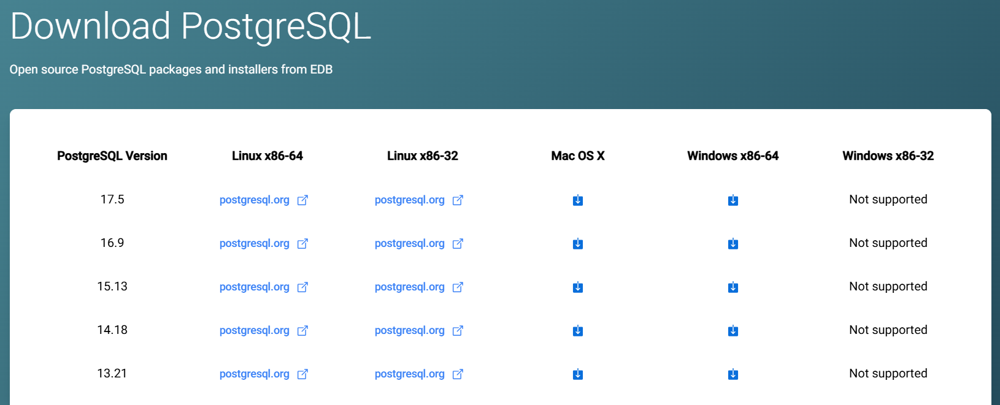 Download PostgreSQL
Open source PostgreSQL packages and installers from EDB
PostgreSQL Version Linux x86-64 Linux x86-32 Mac OS X Windows x86-64 Windows x86-32
17.5 postgresql.org postgresql.org Not supported
16.9 postgresql.org postgresql.org Not supported
15.13 postgresql.org postgresql.org Not supported
14.18 postgresql.org postgresql.org Not supported
13.21 postgresql.org postgresql.org Not supported